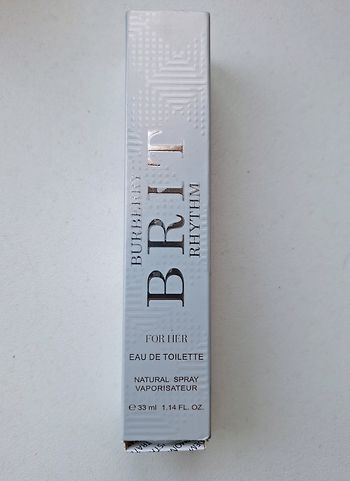 BURBERRY
BRIT
RHYTHM
FOR HER
EAU DE TOILETTE
NATURAL SPRAY
VAPORISATEUR
℮ 33 ml 1.14 FL. OZ.